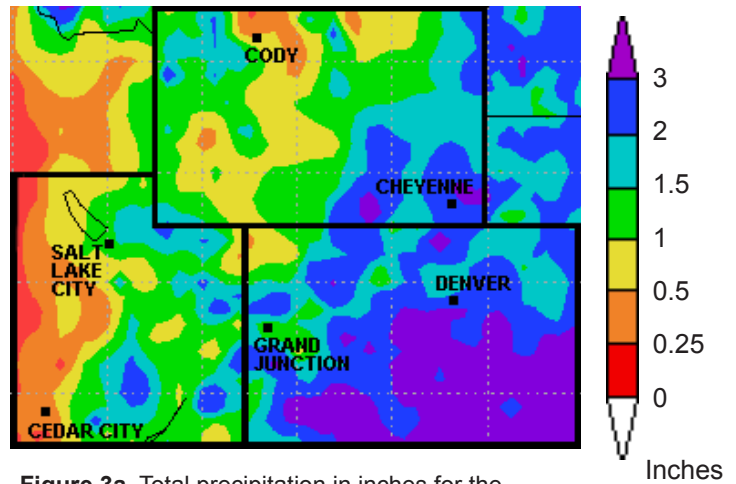 CODY
CHEYENNE
SALT
LAKE
CITY
DENVER
GRAND
JUNCTION
CEDAR CITY
3
2
1.5
1
0.5
0.25
0
Inches
Figure 3a. Total precipitation in inches for the